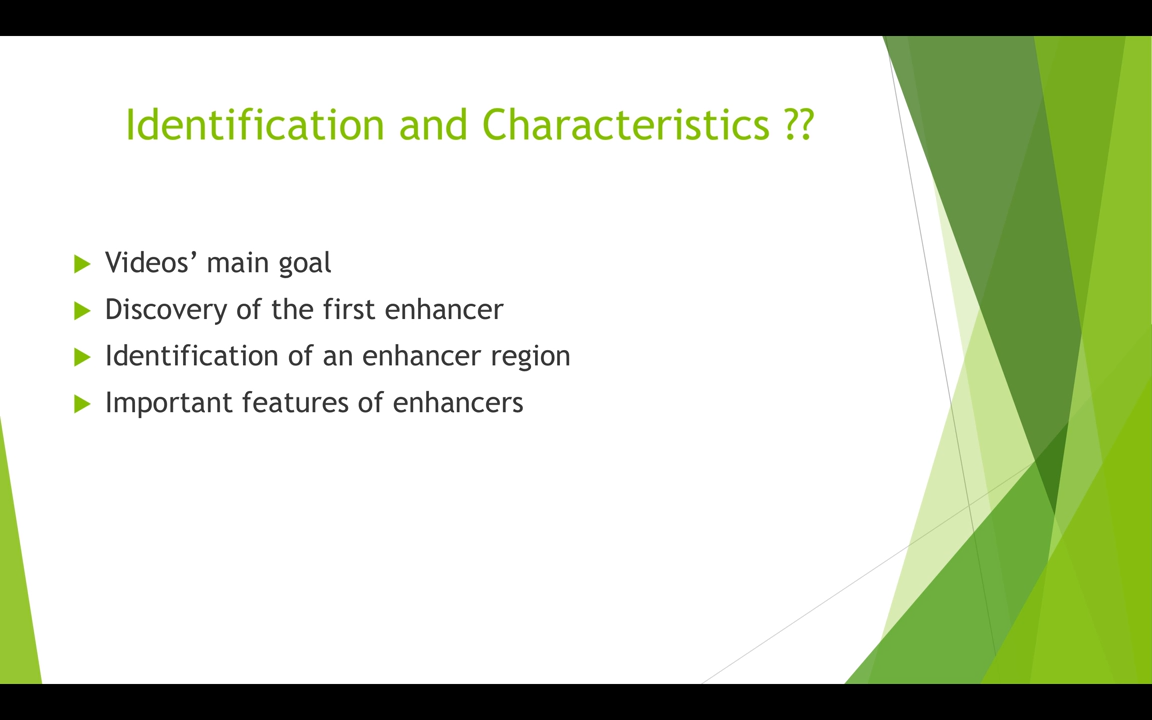 Identification and Characteristics ??
Videos’ main goal
Discovery of the first enhancer
Identification of an enhancer region
Important features of enhancers